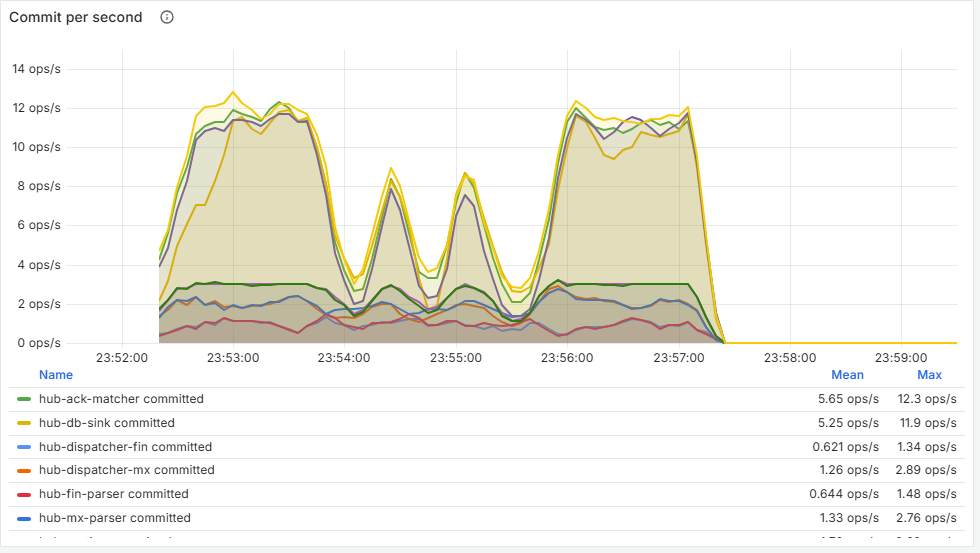 Commit per second
14 ops/s
12 ops/s
10 ops/s
8 ops/s
6 ops/s
4 ops/s
2 ops/s
0 ops/s
23:52:00 23:53:00 23:54:00 23:55:00 23:56:00 23:57:00 23:58:00 23:59:00
Name Mean Max
hub-ack-matcher committed 5.65 ops/s 12.3 ops/s
hub-db-sink committed 5.25 ops/s 11.9 ops/s
hub-dispatcher-fin committed 0.621 ops/s 1.34 ops/s
hub-dispatcher-mx committed 1.26 ops/s 2.89 ops/s
hub-fin-parser committed 0.644 ops/s 1.48 ops/s
hub-mx-parser committed 1.33 ops/s 2.76 ops/s